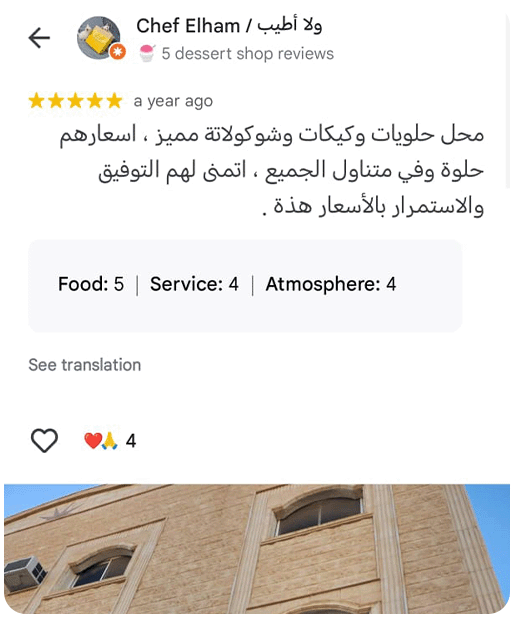 Chef Elham / ولا أطيب
5 dessert shop reviews
a year ago
محل حلويات وكيكات وشوكولاتة مميز ، اسعارهم
حلوة وفي متناول الجميع ، اتمنى لهم التوفيق
والاستمرار بالأسعار هذة .
Food: 5 | Service: 4 | Atmosphere: 4
See translation
❤️🙏 4